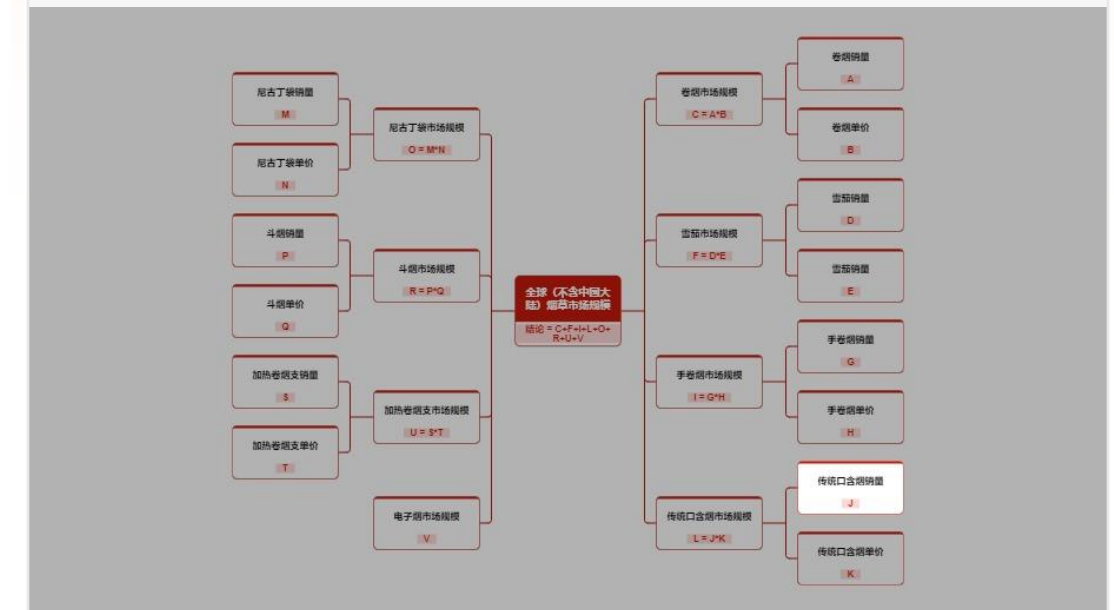 尼古丁袋销量
M
尼古丁袋单价
N
尼古丁袋市场规模
O = M*N
斗烟销量
P
斗烟单价
Q
斗烟市场规模
R = P*Q
加热卷烟支销量
S
加热卷烟支单价
T
加热卷烟支市场规模
U = S*T
电子烟市场规模
V
全球（不含中国大
陆）烟草市场规模
结论 = C+F+I+L+O+
R+U+V
卷烟市场规模
C = A*B
卷烟销量
A
卷烟单价
B
雪茄市场规模
F = D*E
雪茄销量
D
雪茄销量
E
手卷烟市场规模
I = G*H
手卷烟销量
G
手卷烟单价
H
传统口含烟市场规模
L = J*K
传统口含烟销量
J
传统口含烟单价
K